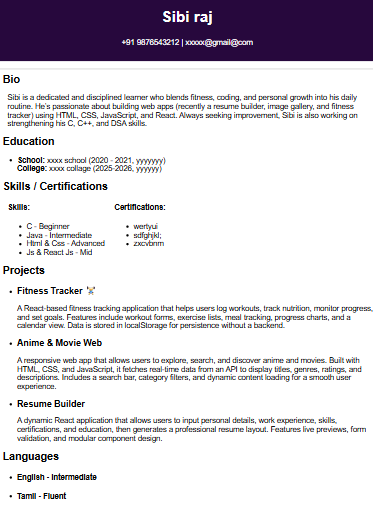 Sibi raj
+91 9876543212 | xxxxx@gmail.com
Bio
Sibi is a dedicated and disciplined learner who blends fitness, coding, and personal growth into his daily
routine. He's passionate about building web apps (recently a resume builder, image gallery, and fitness
tracker) using HTML, CSS, JavaScript, and React. Always seeking improvement, Sibi is also working on
strengthening his C, C++, and DSA skills.
Education
• School: xxxx school (2020 - 2021, yyyyyyy)
College: xxxx collage (2025-2026, yyyyyy)
Skills / Certifications
Skills: Certifications:
• C - Beginner • wertyui
• Java - Intermediate • sdfghjkl;
• Html & Css - Advanced • zxcvbnm
• Js & React Js - Mid
Projects
• Fitness Tracker 🏋
A React-based fitness tracking application that helps users log workouts, track nutrition, monitor progress,
and set goals. Features include workout forms, exercise lists, meal tracking, progress charts, and a
calendar view. Data is stored in localStorage for persistence without a backend.
• Anime & Movie Web
A responsive web app that allows users to explore, search, and discover anime and movies. Built with
HTML, CSS, and JavaScript, it fetches real-time data from an API to display titles, genres, ratings, and
descriptions. Includes a search bar, category filters, and dynamic content loading for a smooth user
experience.
• Resume Builder
A dynamic React application that allows users to input personal details, work experience, skills,
certifications, and education, then generates a professional resume layout. Features live previews, form
validation, and modular component design.
Languages
• English - Intermediate
• Tamil - Fluent